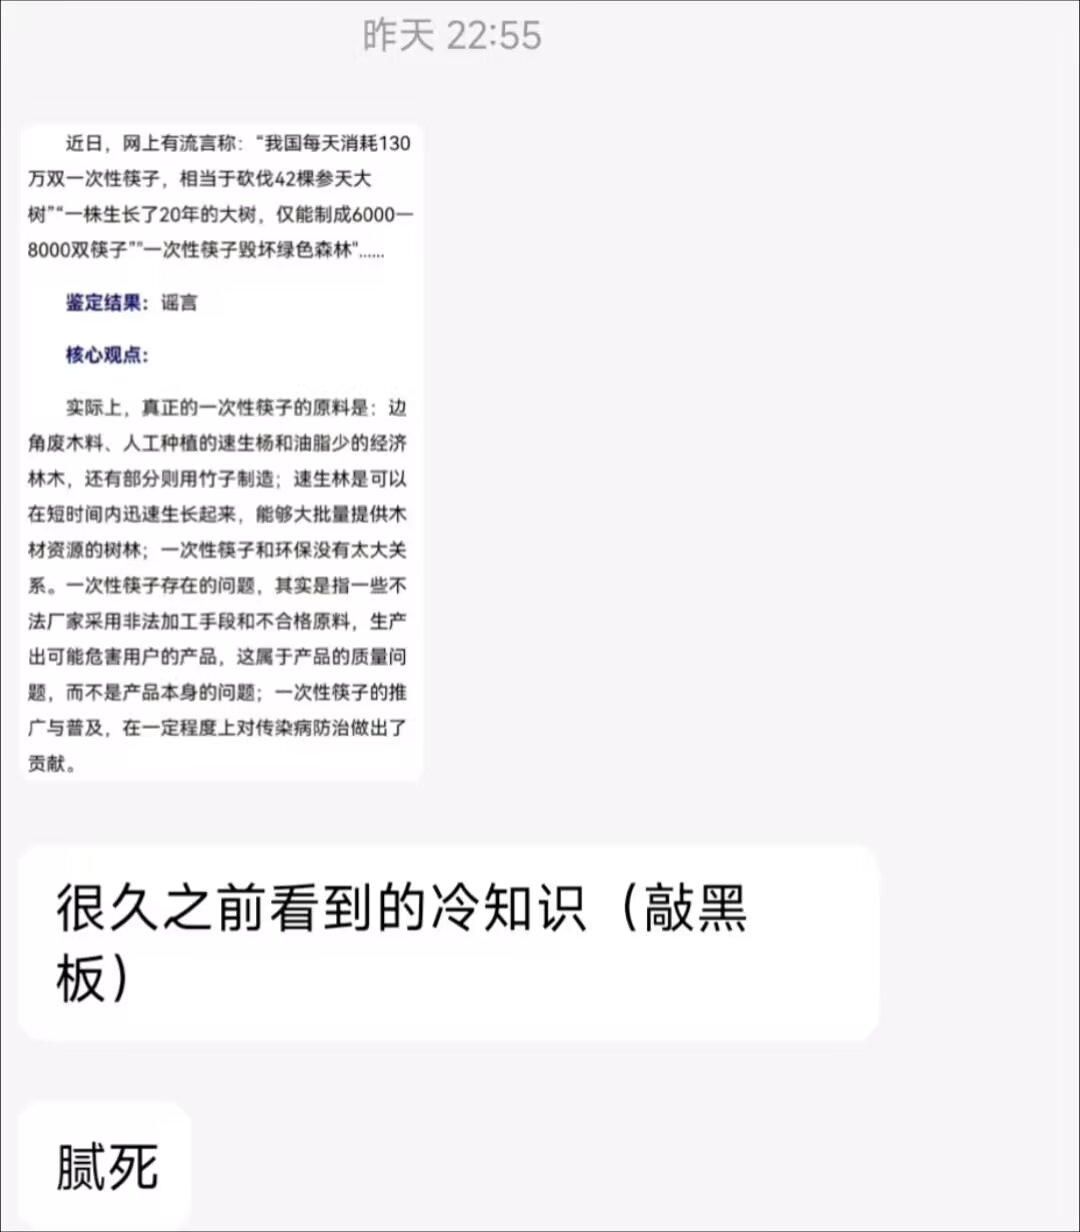 昨天 22:55
近日，网上有流言称：“我国每天消耗130
万双一次性筷子，相当于砍伐42棵参天大
树”“一株生长了20年的大树，仅能制成6000—
8000双筷子”“一次性筷子毁坏绿色森林”……
鉴定结果：谣言
核心观点：
实际上，真正的一次性筷子的原料是：边
角废木料、人工种植的速生杨和油脂少的经济
林木，还有部分则用竹子制造；速生林是可以
在短时间内迅速生长起来，能够大批量提供木
材资源的树林；一次性筷子和环保没有太大关
系。一次性筷子存在的问题，其实是指一些不
法厂家采用非法加工手段和不合格原料，生产
出可能危害用户的产品，这属于产品的质量问
题，而不是产品本身的问题；一次性筷子的推
广与普及，在一定程度上对传染病防治做出了
贡献。
很久之前看到的冷知识（敲黑
板）
腻死